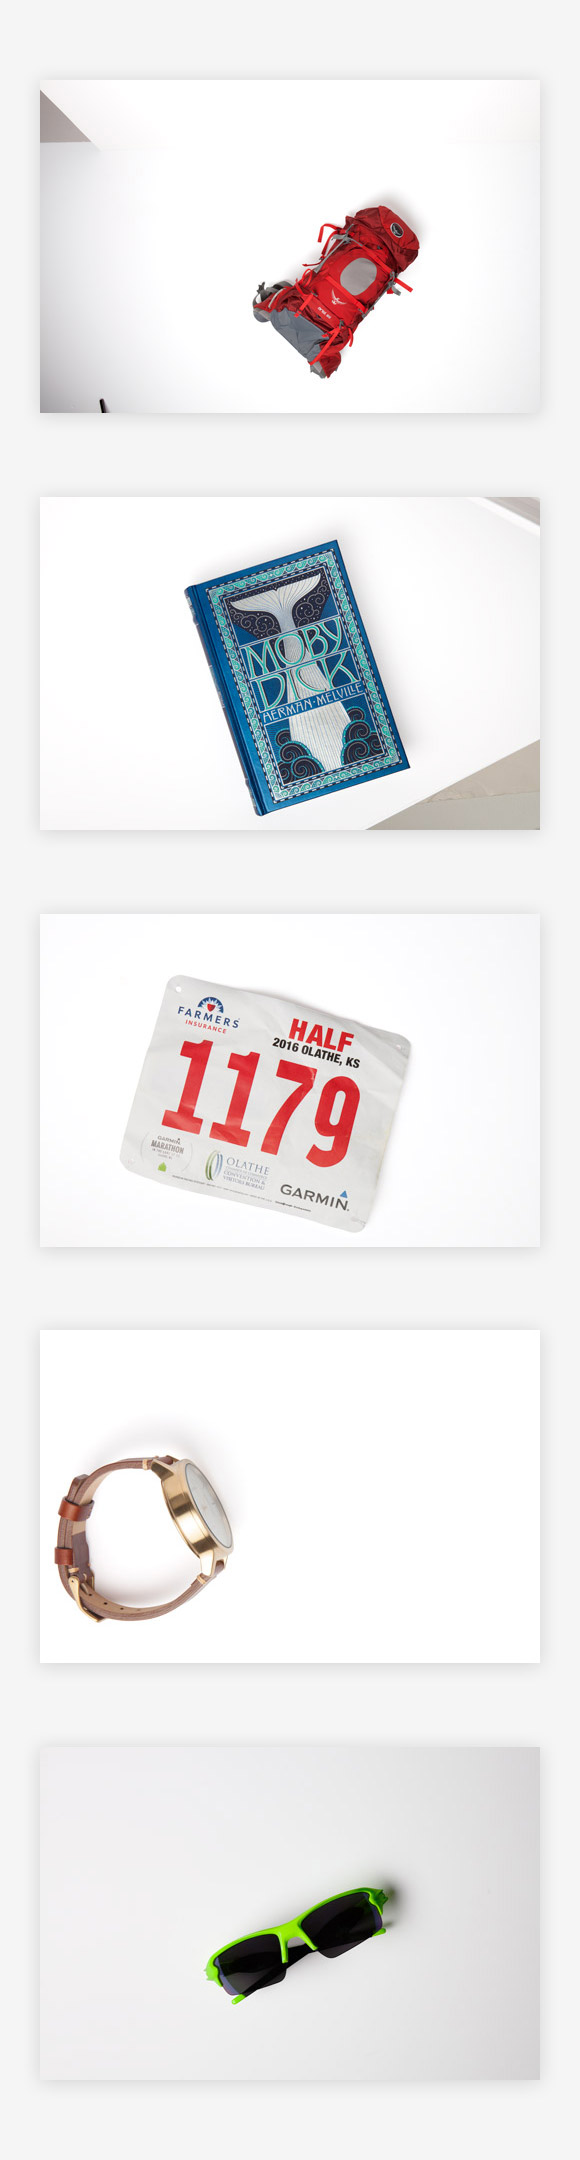 MOBY
DICK
HERMAN·MELVILLE
FARMERS
INSURANCE
HALF
2016 OLATHE, KS
1179
GARMIN
MARATHON
OLATHE
CONVENTION &
VISITORS BUREAU
GARMIN